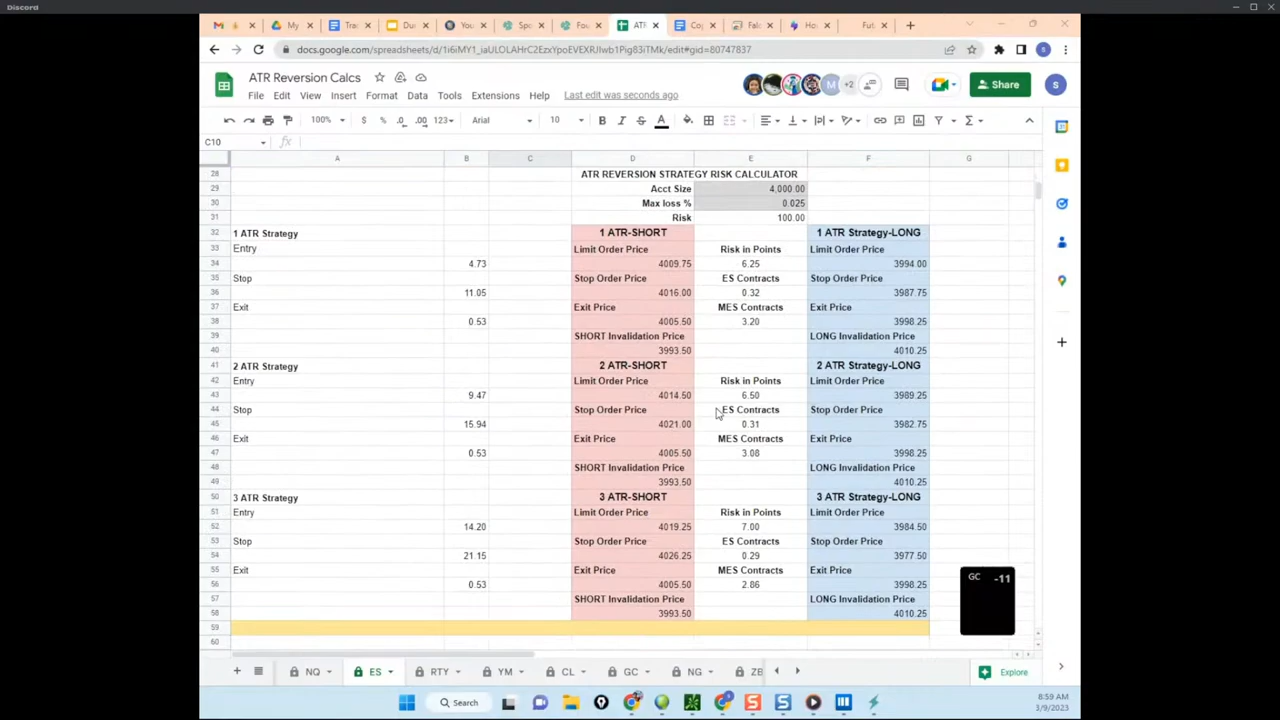 Discord
My
Trac
Duc
You
Spe
Fou
ATR
Cop
Falc
Ho
Fut
docs.google.com/spreadsheets/d/1i6iMY1_iaULOLAHrC2EzxYpoEVEXRJIwb1Pig83iTMk/edit#gid=80747837
ATR Reversion Calcs
File Insert Format Data Tools Extensions Help Last edit was seconds ago
M +2 Share S
100% $ % .0 .00 123 Arial 10 B I S A
C10 fx
A B C D E F G
28 ATR REVERSION STRATEGY RISK CALCULATOR
29 Acct Size 4,000.00
30 Max loss % 0.025
31 Risk 100.00
32 1 ATR Strategy 1 ATR-SHORT 1 ATR Strategy-LONG
33 Entry Limit Order Price Risk in Points Limit Order Price
34 4.73 4009.75 6.25 3994.00
35 Stop Stop Order Price ES Contracts Stop Order Price
36 11.05 4016.00 0.32 3987.75
37 Exit Exit Price MES Contracts Exit Price
38 0.53 4005.50 3.20 3998.25
39 SHORT Invalidation Price LONG Invalidation Price
40 3993.50 4010.25
41 2 ATR Strategy 2 ATR-SHORT 2 ATR Strategy-LONG
42 Entry Limit Order Price Risk in Points Limit Order Price
43 9.47 4014.50 6.50 3989.25
44 Stop Stop Order Price ES Contracts Stop Order Price
45 15.94 4021.00 0.31 3982.75
46 Exit Exit Price MES Contracts Exit Price
47 0.53 4005.50 3.08 3998.25
48 SHORT Invalidation Price LONG Invalidation Price
49 3993.50 4010.25
50 3 ATR Strategy 3 ATR-SHORT 3 ATR Strategy-LONG
51 Entry Limit Order Price Risk in Points Limit Order Price
52 14.20 4019.25 7.00 3984.50
53 Stop Stop Order Price ES Contracts Stop Order Price
54 21.15 4026.25 0.29 3977.50
55 Exit Exit Price MES Contracts Exit Price
56 0.53 4005.50 2.86 3998.25
57 SHORT Invalidation Price LONG Invalidation Price
58 3993.50 4010.25
59
60
GC -11
NQ ES RTY YM CL GC NG ZB Explore
Search
8:59 AM
3/9/2023